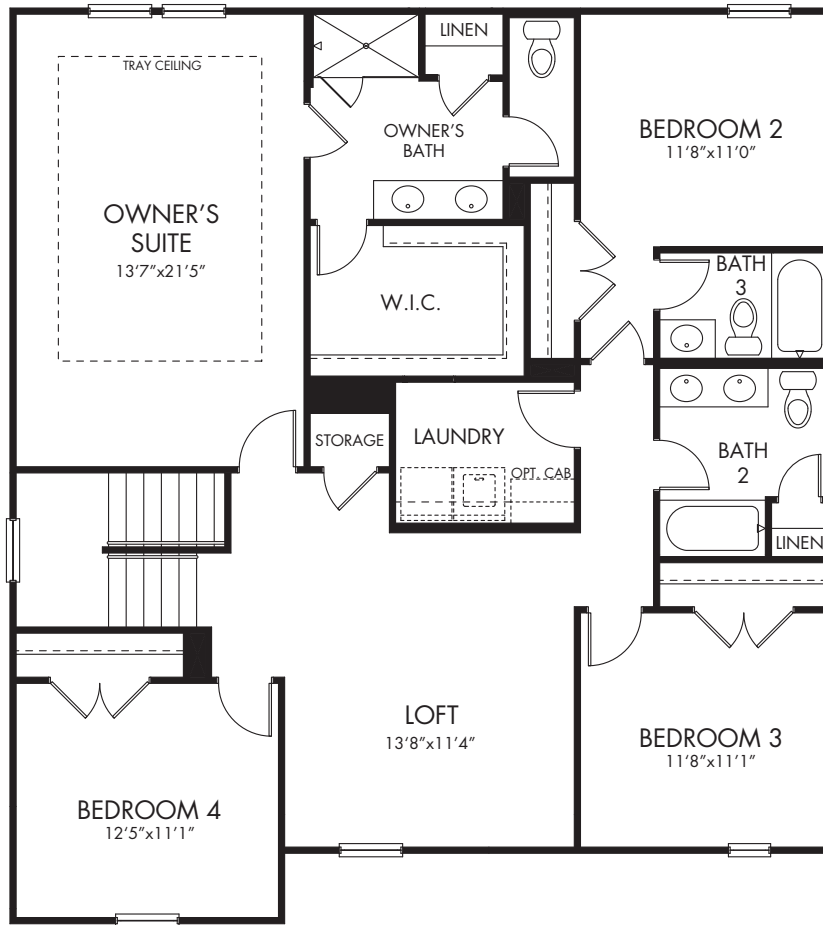 LINEN
TRAY CEILING
OWNER'S
BATH
BEDROOM 2
11'8"x11'0"
OWNER'S
SUITE
13'7"x21'5"
BATH
3
W.I.C.
STORAGE
LAUNDRY
OPT. CAB
BATH
2
LINEN
LOFT
13'8"x11'4"
BEDROOM 3
11'8"x11'1"
BEDROOM 4
12'5"x11'1"